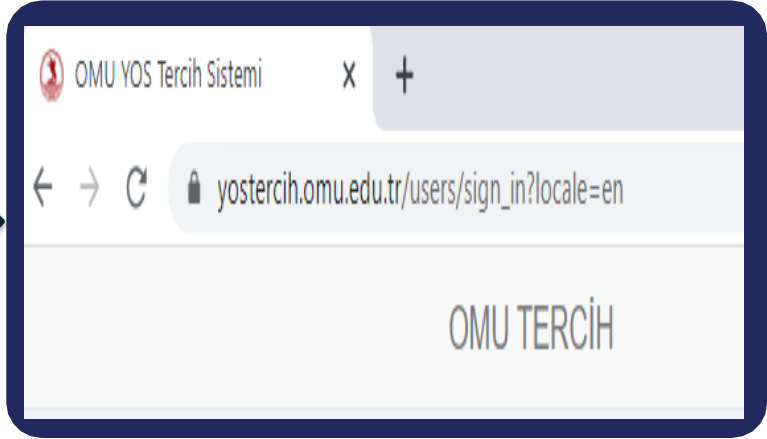 OMU YOS Tercih Sistemi
yostercih.omu.edu.tr/users/sign_in?locale=en
OMU TERCİH